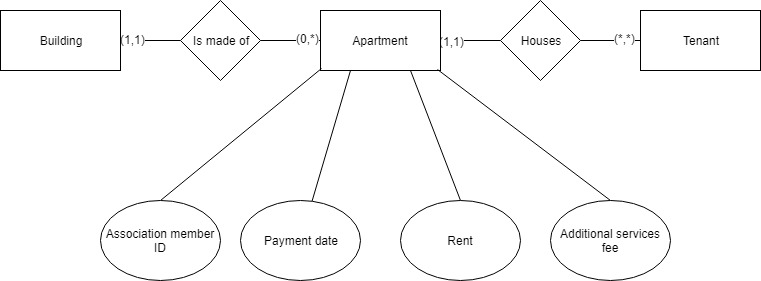 Building
(1,1)
Is made of
(0,*)
Apartment
(1,1)
Houses
(*,*)
Tenant
Association member
ID
Payment date
Rent
Additional services
fee